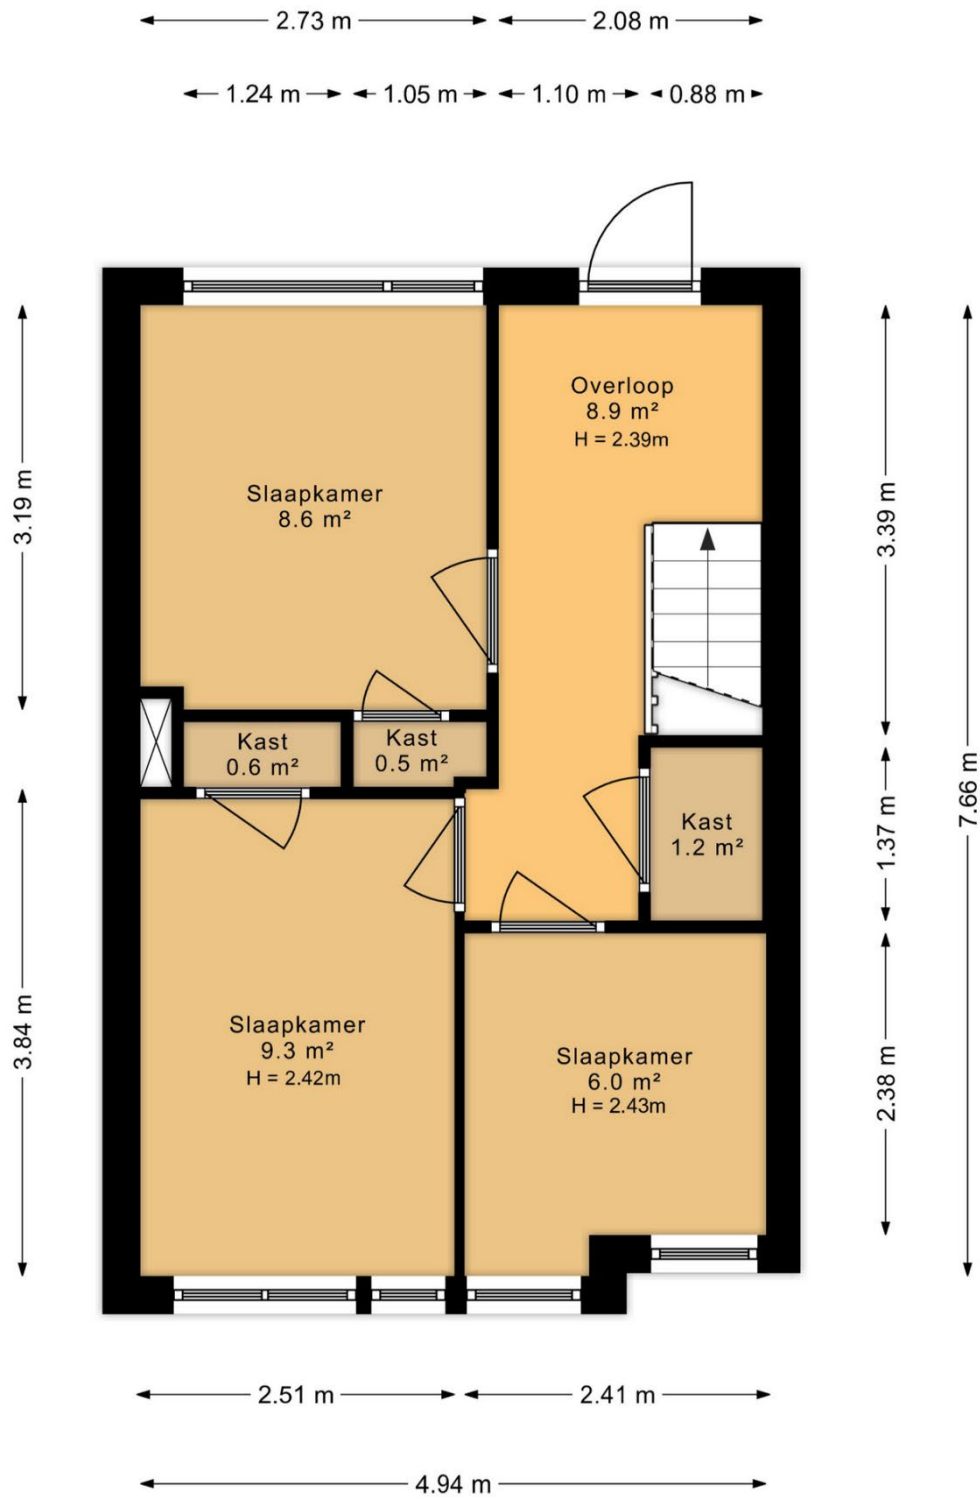 2.73 m
2.08 m
1.24 m
1.05 m
1.10 m
0.88 m
Overloop
8.9 m²
H = 2.39m
Slaapkamer
8.6 m²
3.19 m
3.39 m
Kast
0.6 m²
Kast
0.5 m²
Kast
1.2 m²
1.37 m
7.66 m
Slaapkamer
9.3 m²
H = 2.42m
3.84 m
Slaapkamer
6.0 m²
H = 2.43m
2.38 m
2.51 m
2.41 m
4.94 m